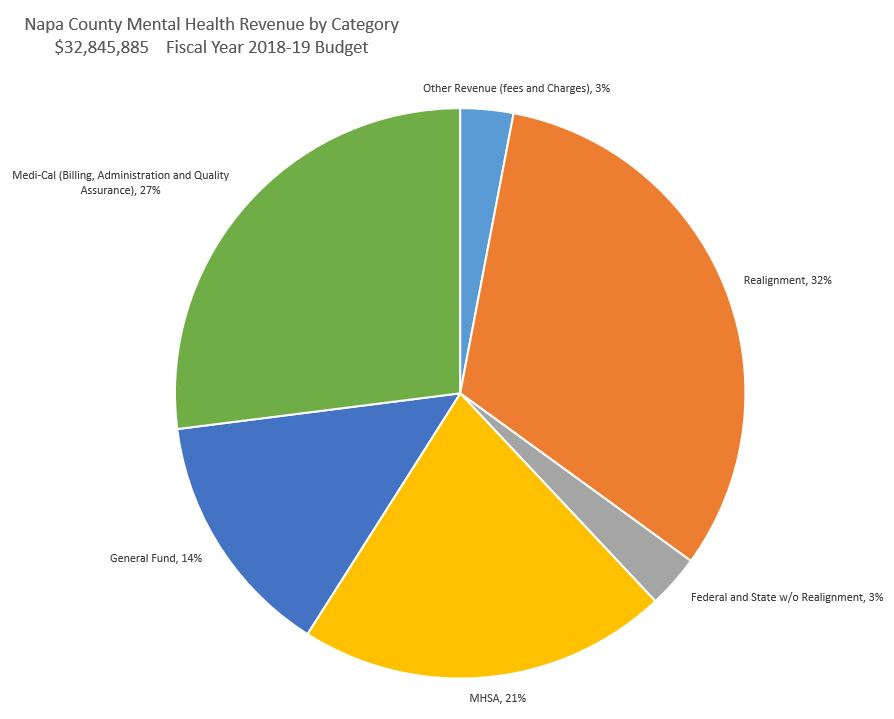 Napa County Mental Health Revenue by Category
$32,845,885    Fiscal Year 2018-19 Budget
Other Revenue (fees and Charges), 3%
Medi-Cal (Billing, Administration and Quality
Assurance), 27%
Realignment, 32%
General Fund, 14%
Federal and State w/o Realignment, 3%
MHSA, 21%